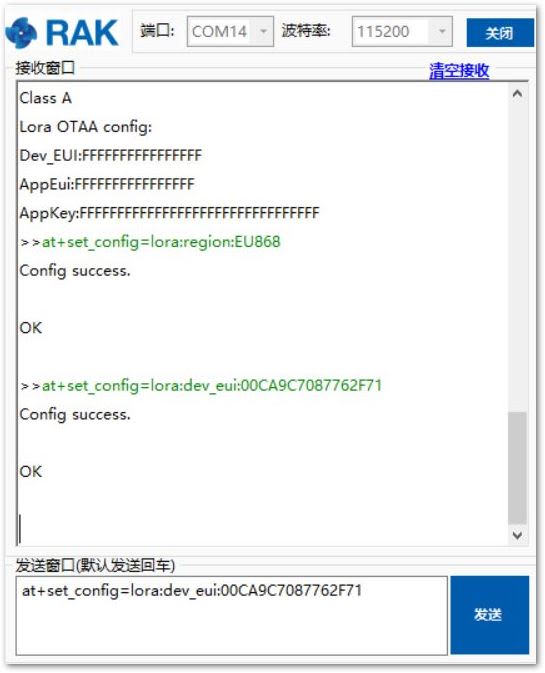 RAK 端口: COM14 波特率: 115200 关闭
接收窗口 清空接收
Class A
Lora OTAA config:
Dev_EUI:FFFFFFFFFFFFFFFF
AppEui:FFFFFFFFFFFFFFFF
AppKey:FFFFFFFFFFFFFFFFFFFFFFFFFFFFFFFF
>>at+set_config=lora:region:EU868
Config success.
OK
>>at+set_config=lora:dev_eui:00CA9C7087762F71
Config success.
OK
发送窗口(默认发送回车)
at+set_config=lora:dev_eui:00CA9C7087762F71
发送